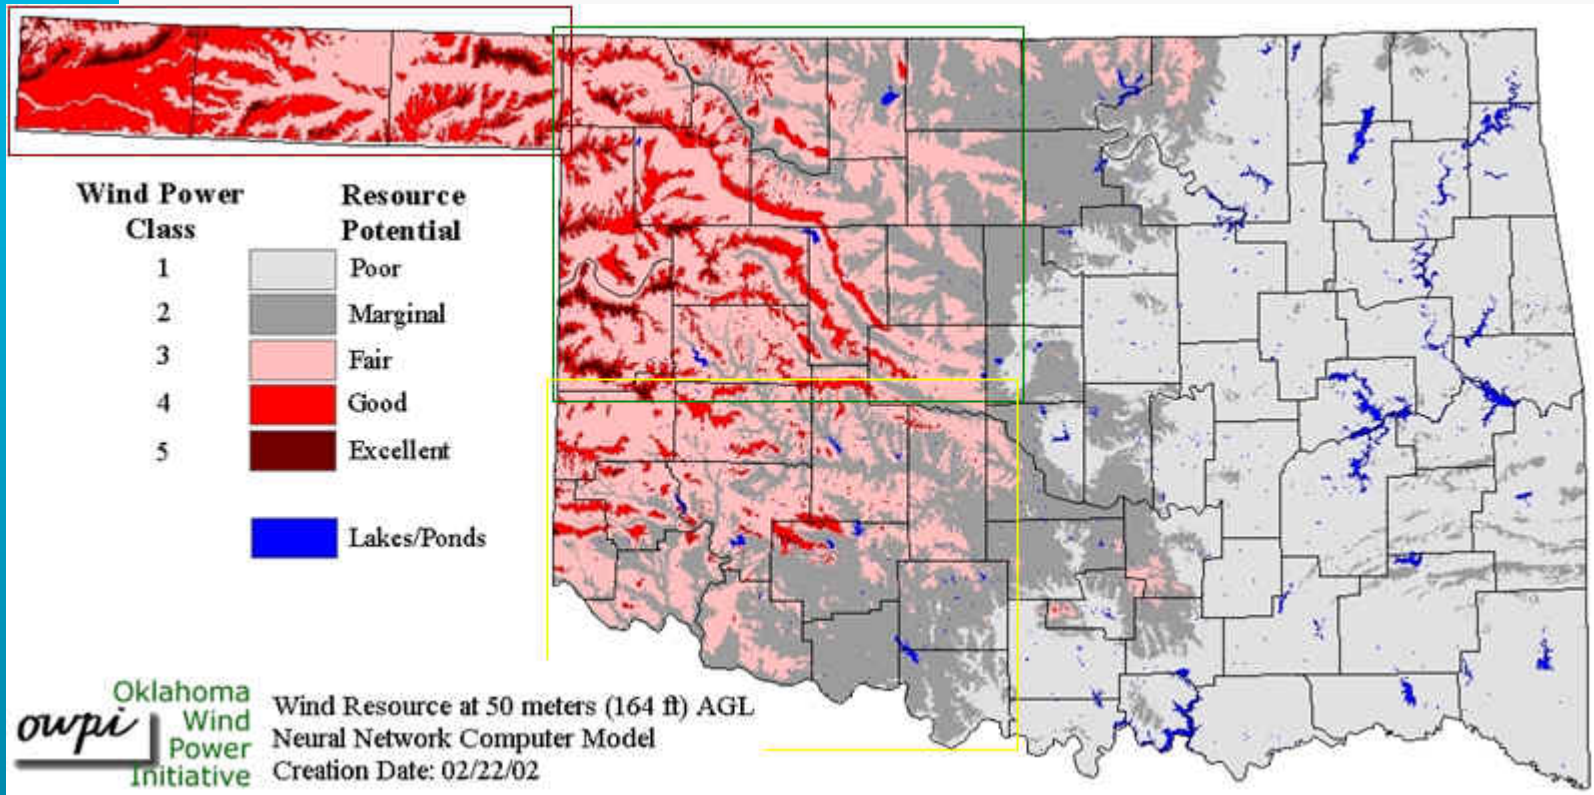 Wind Power Class
Resource Potential
1 Poor
2 Marginal
3 Fair
4 Good
5 Excellent
Lakes/Ponds
owpi
Oklahoma
Wind
Power
Initiative
Wind Resource at 50 meters (164 ft) AGL
Neural Network Computer Model
Creation Date: 02/22/02